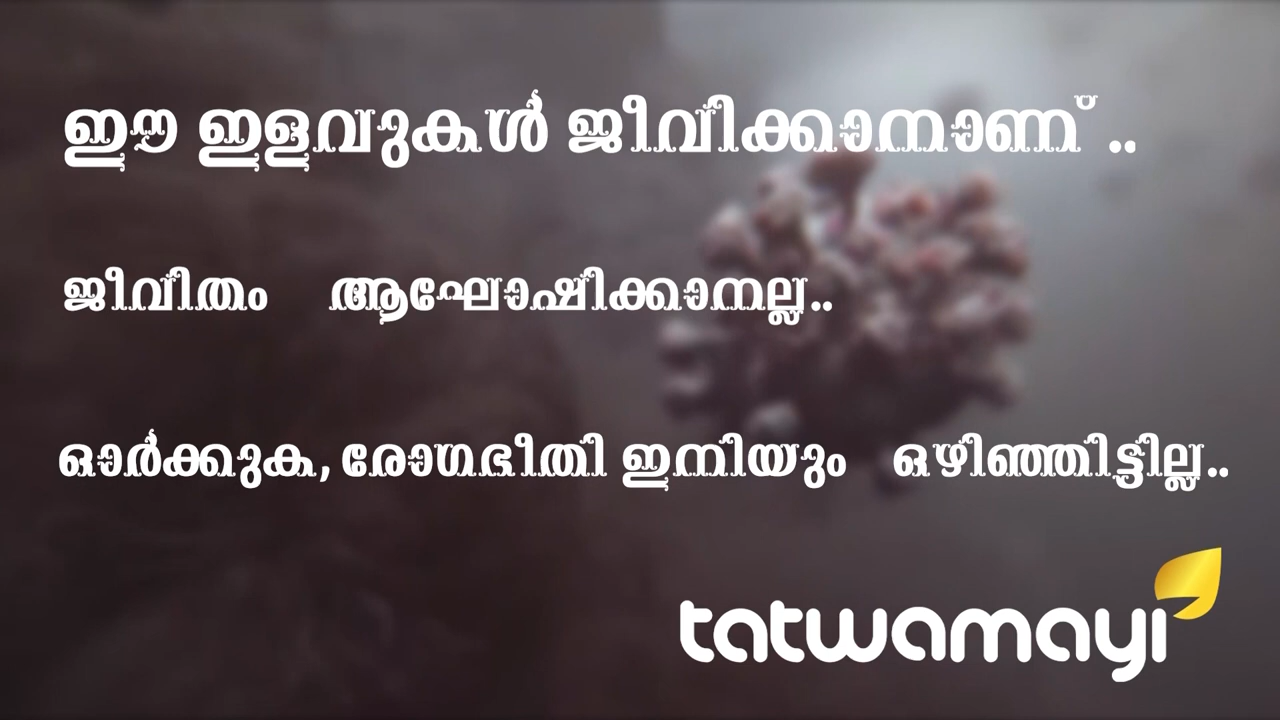 ഈ ഇളവുകൾ ജീവിക്കാനാണ് ..
ജീവിതം ആഘോഷിക്കാനല്ല..
ഓർക്കുക, രോഗഭീതി ഇനിയും ഒഴിഞ്ഞിട്ടില്ല..
tatwamayi